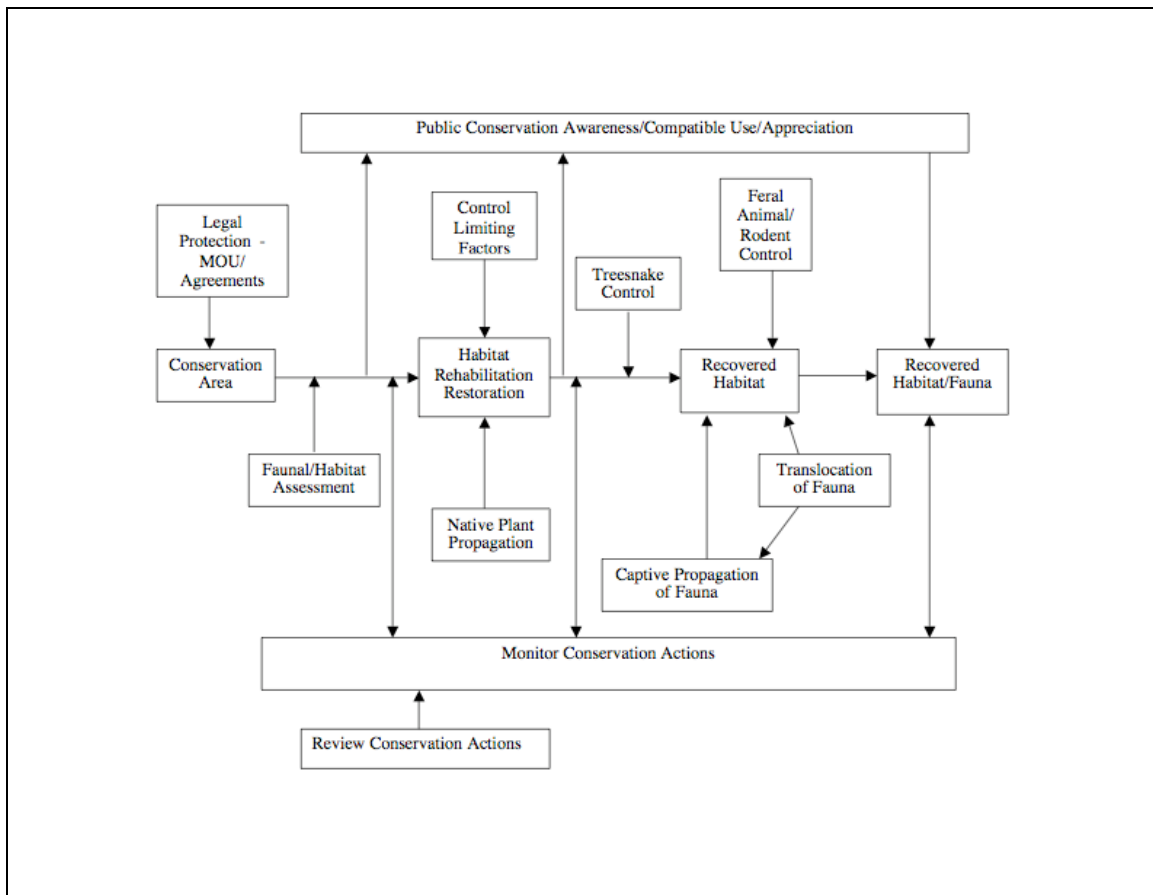 Public Conservation Awareness/Compatible Use/Appreciation
Legal
Protection -
MOU/
Agreements
Control
Limiting
Factors
Feral
Animal/
Rodent
Control
Treesnake
Control
Conservation
Area
Habitat
Rehabilitation
Restoration
Recovered
Habitat
Recovered
Habitat/Fauna
Faunal/Habitat
Assessment
Translocation
of Fauna
Native Plant
Propagation
Captive Propagation
of Fauna
Monitor Conservation Actions
Review Conservation Actions